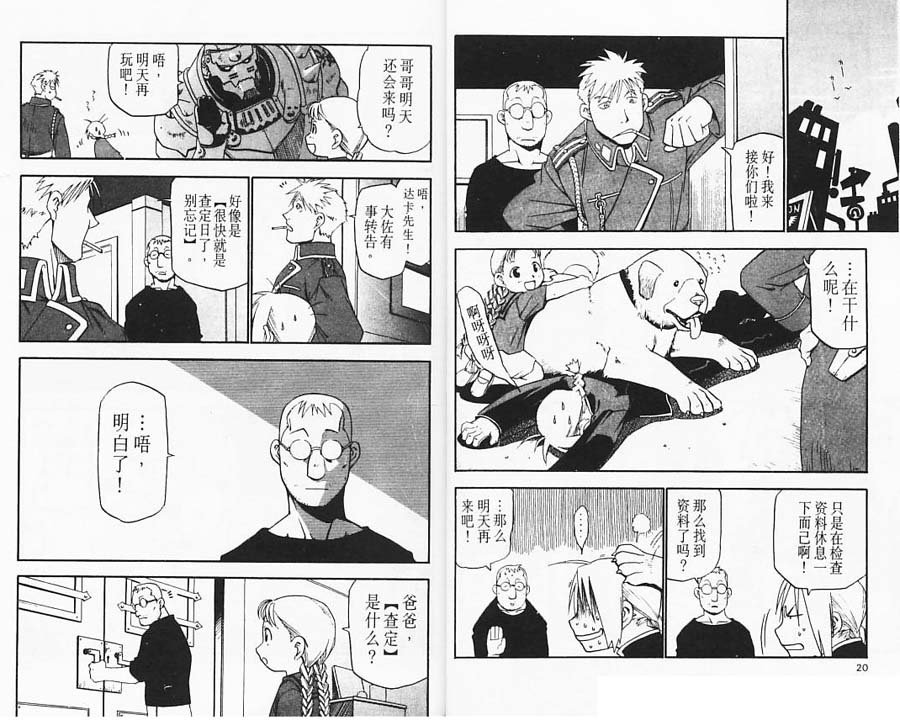 好！我来
接你们啦！
ON
…在干什
么呢！
啊呀呀呀
只是在检查
资料休息一
下而己啊！
那么找到
资料了吗？
……
…那么
明天再
来吧！
20
哥哥明天
还会来吗？
唔，
明天再
玩吧！
唔，
达卡先生！
大佐有
事转告。
好像是
【很快就是
查定日了，
别忘记】。
…唔，
明白了！
爸爸，
【查定】
是什么？